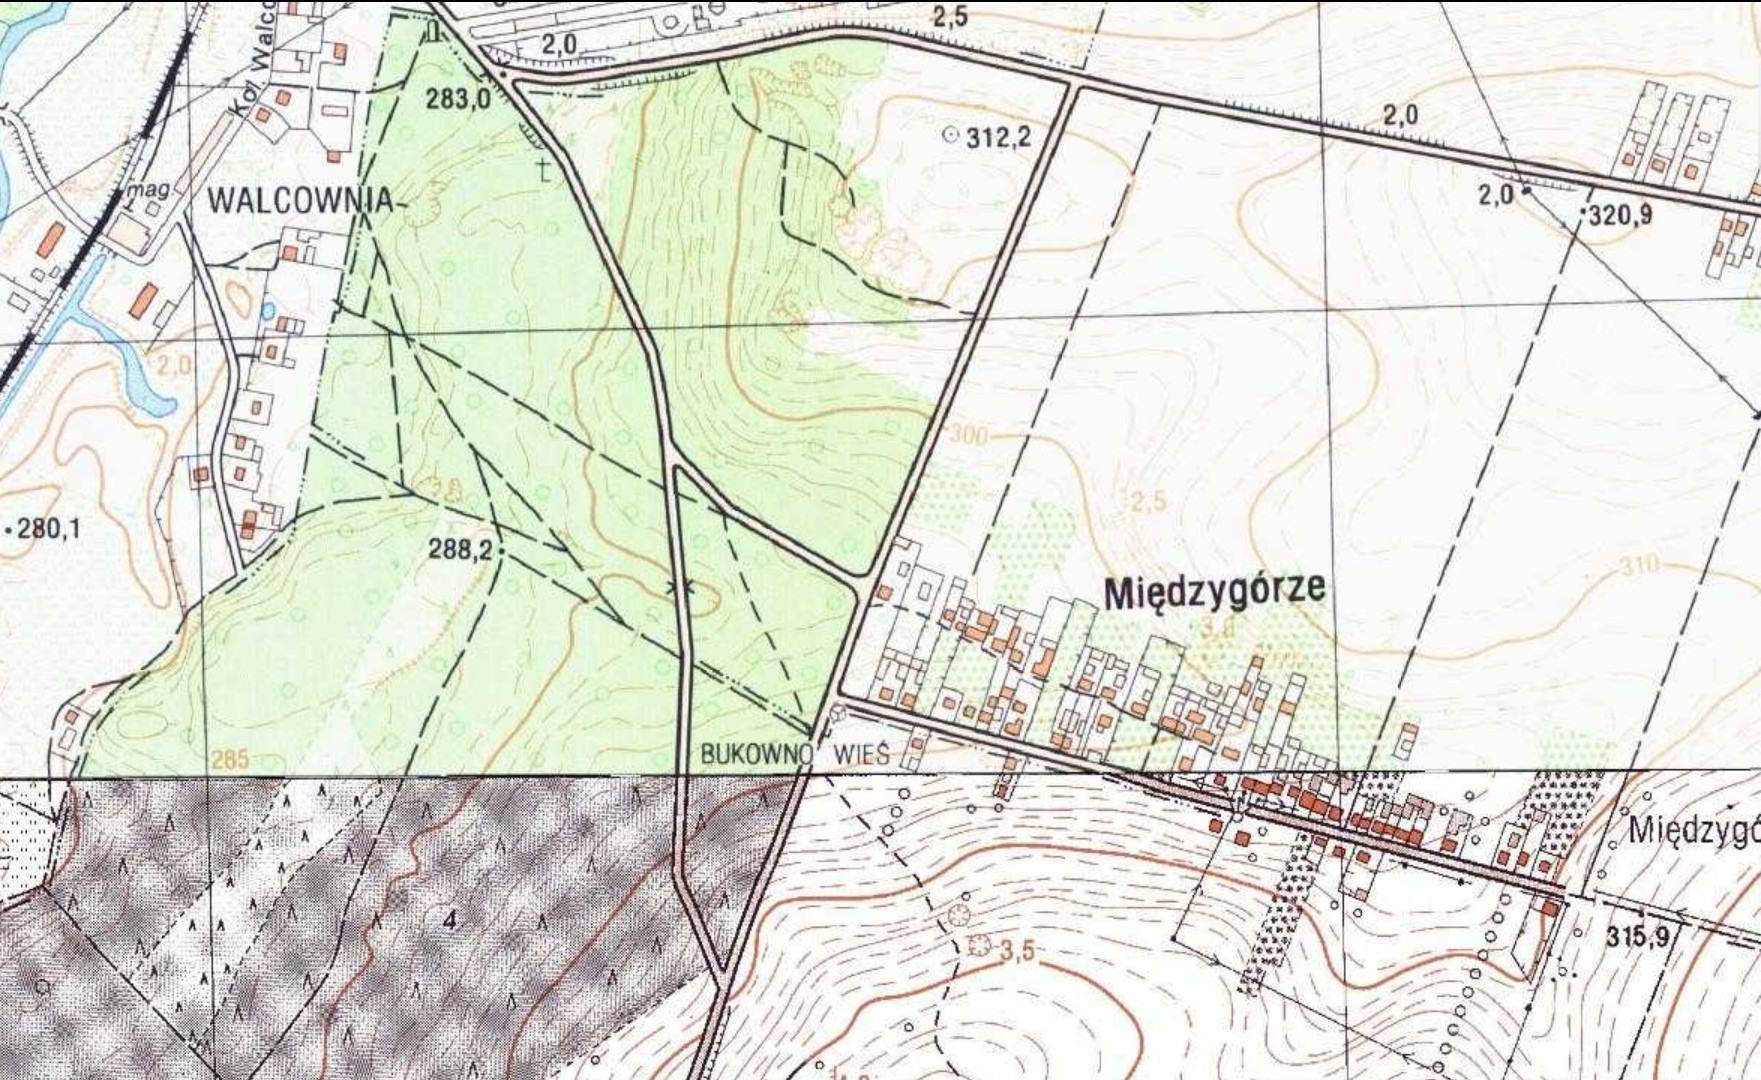 2,5
2,0
Kol. Walco
283,0
2,0
312,2
mag.
WALCOWNIA
2,0
320,9
2,0
300
2,5
280,1
288,2
310
Międzygórze
285
BUKOWNO WIEŚ
Międzygó
4
315,9
3,5